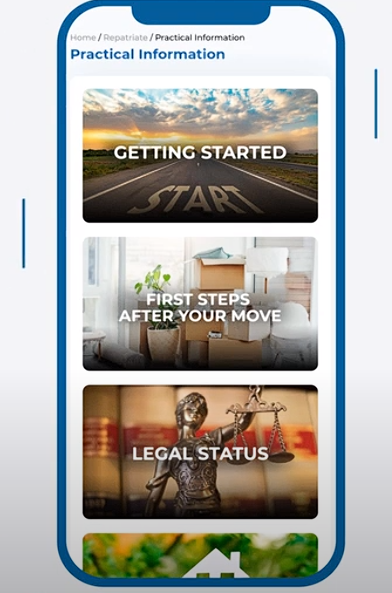 Home / Repatriate / Practical Information
Practical Information
GETTING STARTED
START
FIRST STEPS
AFTER YOUR MOVE
LEGAL STATUS